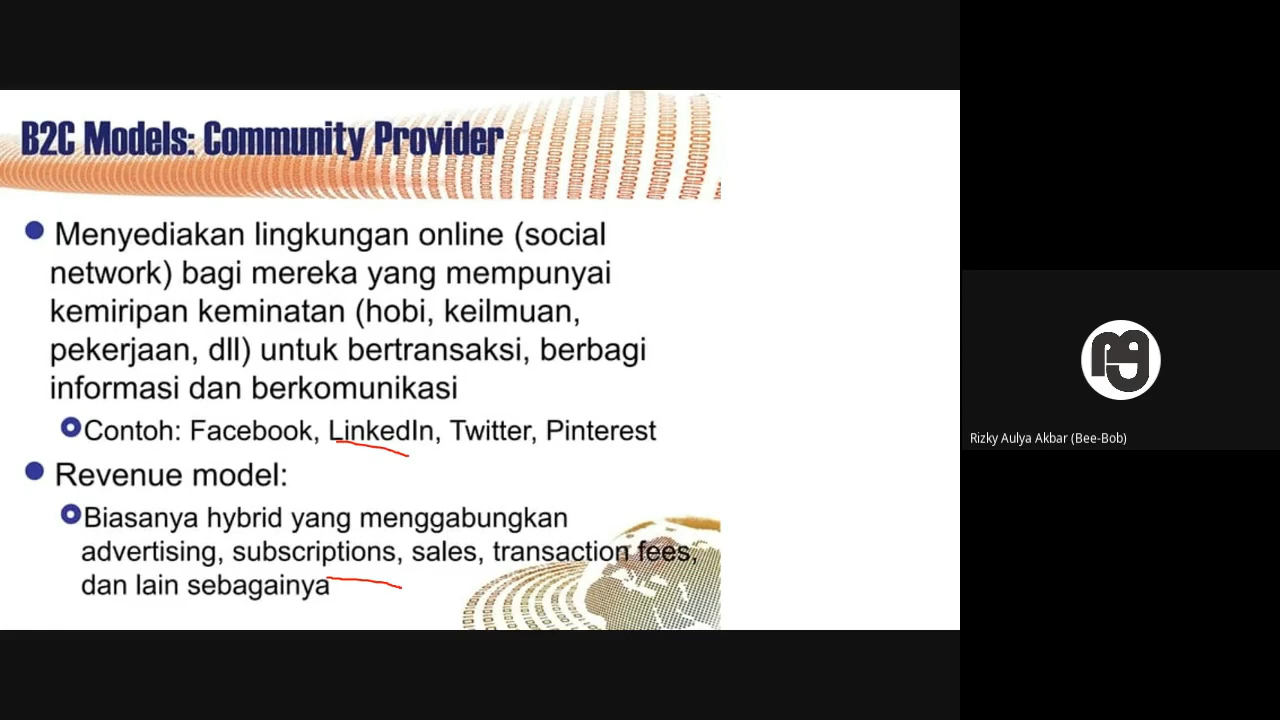 B2C Models: Community Provider
Menyediakan lingkungan online (social
network) bagi mereka yang mempunyai
kemiripan keminatan (hobi, keilmuan,
pekerjaan, dll) untuk bertransaksi, berbagi
informasi dan berkomunikasi
Contoh: Facebook, LinkedIn, Twitter, Pinterest
Revenue model:
Biasanya hybrid yang menggabungkan
advertising, subscriptions, sales, transaction fees,
dan lain sebagainya
Rizky Aulya Akbar (Bee-Bob)